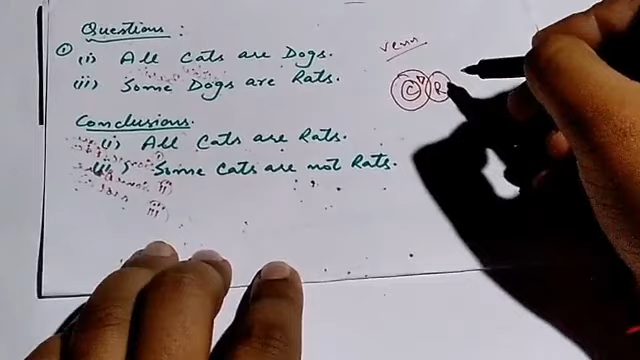 Questions :
① (i) All Cats are Dogs.
(ii) Some Dogs are Rats.
venn
C D R
Conclusions.
(i) All Cats are Rats.
(ii) Some Cats are not Rats.